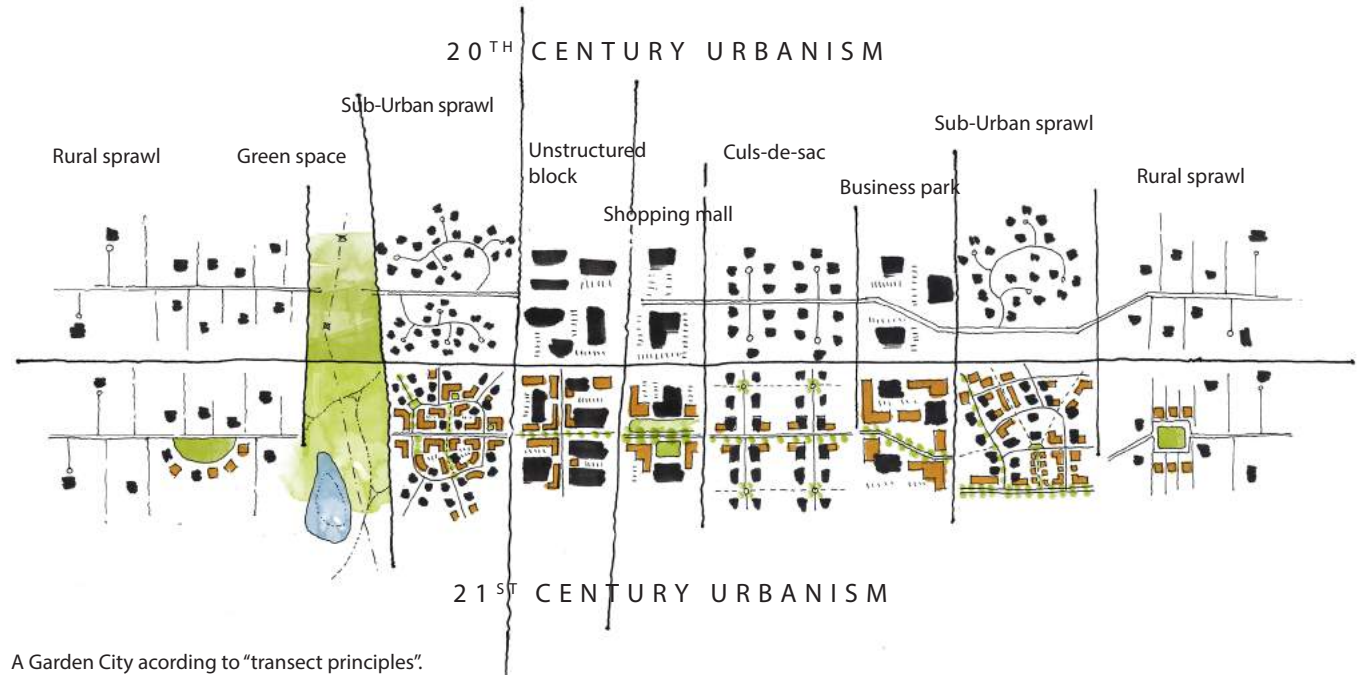 20TH CENTURY URBANISM
Sub-Urban sprawl
Sub-Urban sprawl
Rural sprawl
Green space
Unstructured
block
Culs-de-sac
Business park
Rural sprawl
Shopping mall
21ST CENTURY URBANISM
A Garden City acording to “transect principles”.